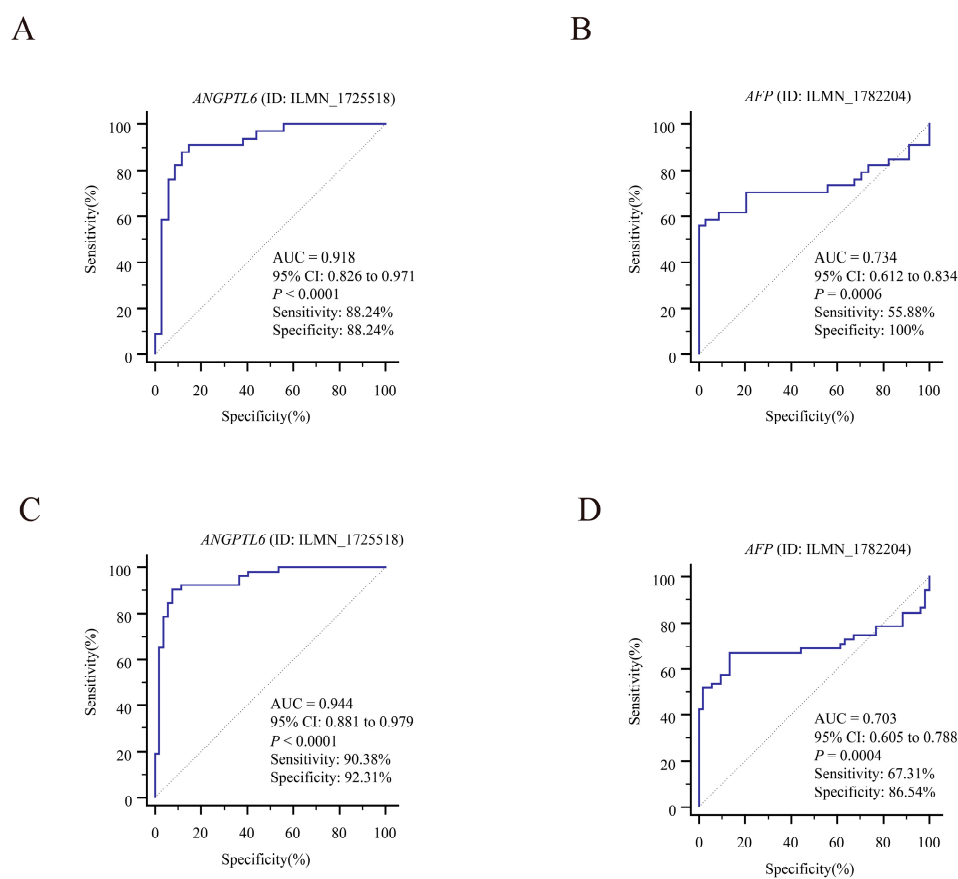 A
ANGPTL6 (ID: ILMN_1725518)
100
80
60
40
20
0
Sensitivity(%)
AUC = 0.918
95% CI: 0.826 to 0.971
P < 0.0001
Sensitivity: 88.24%
Specificity: 88.24%
0 20 40 60 80 100
Specificity(%)
B
AFP (ID: ILMN_1782204)
100
80
60
40
20
0
Sensitivity(%)
AUC = 0.734
95% CI: 0.612 to 0.834
P = 0.0006
Sensitivity: 55.88%
Specificity: 100%
0 20 40 60 80 100
Specificity(%)
C
ANGPTL6 (ID: ILMN_1725518)
100
80
60
40
20
0
Sensitivity(%)
AUC = 0.944
95% CI: 0.881 to 0.979
P < 0.0001
Sensitivity: 90.38%
Specificity: 92.31%
0 20 40 60 80 100
Specificity(%)
D
AFP (ID: ILMN_1782204)
100
80
60
40
20
0
Sensitivity(%)
AUC = 0.703
95% CI: 0.605 to 0.788
P = 0.0004
Sensitivity: 67.31%
Specificity: 86.54%
0 20 40 60 80 100
Specificity(%)